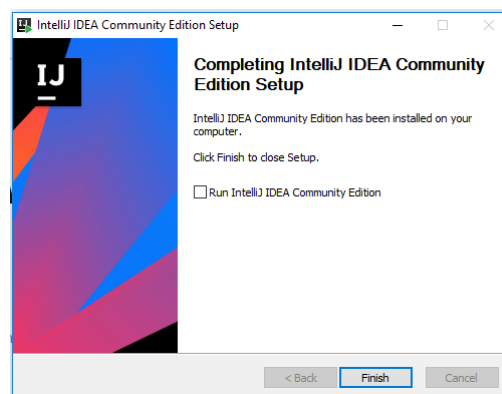 IntelliJ IDEA Community Edition Setup
IJ
Completing IntelliJ IDEA Community
Edition Setup
IntelliJ IDEA Community Edition has been installed on your
computer.
Click Finish to close Setup.
Run IntelliJ IDEA Community Edition
< Back
Finish
Cancel